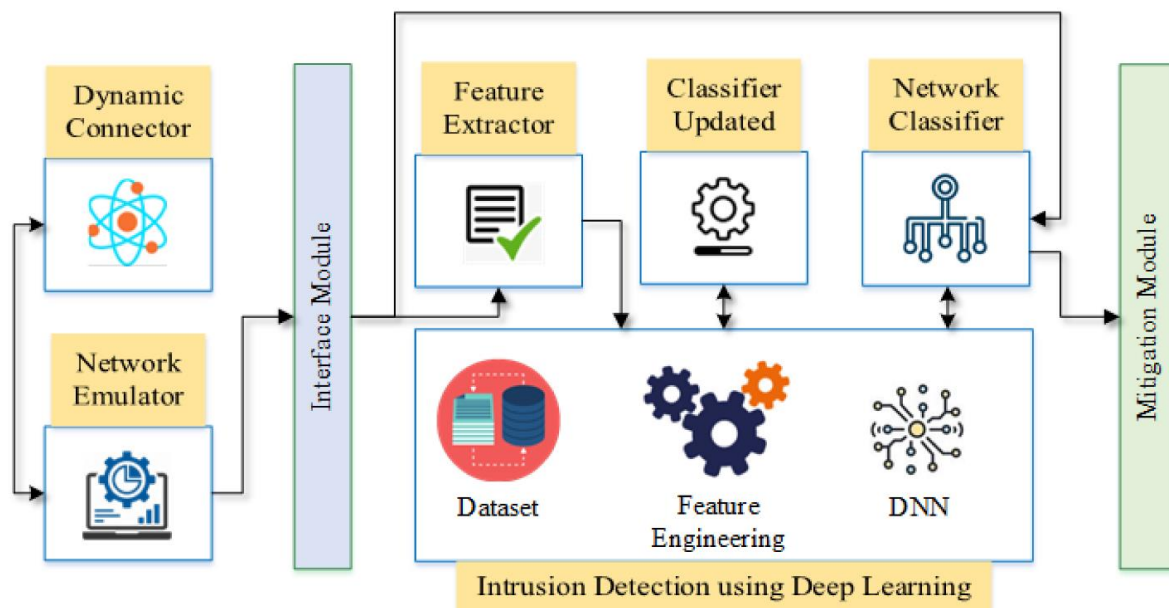 Dynamic
Connector
Network
Emulator
Interface Module
Feature
Extractor
Classifier
Updated
Network
Classifier
Dataset
Feature
Engineering
DNN
Intrusion Detection using Deep Learning
Mitigation Module